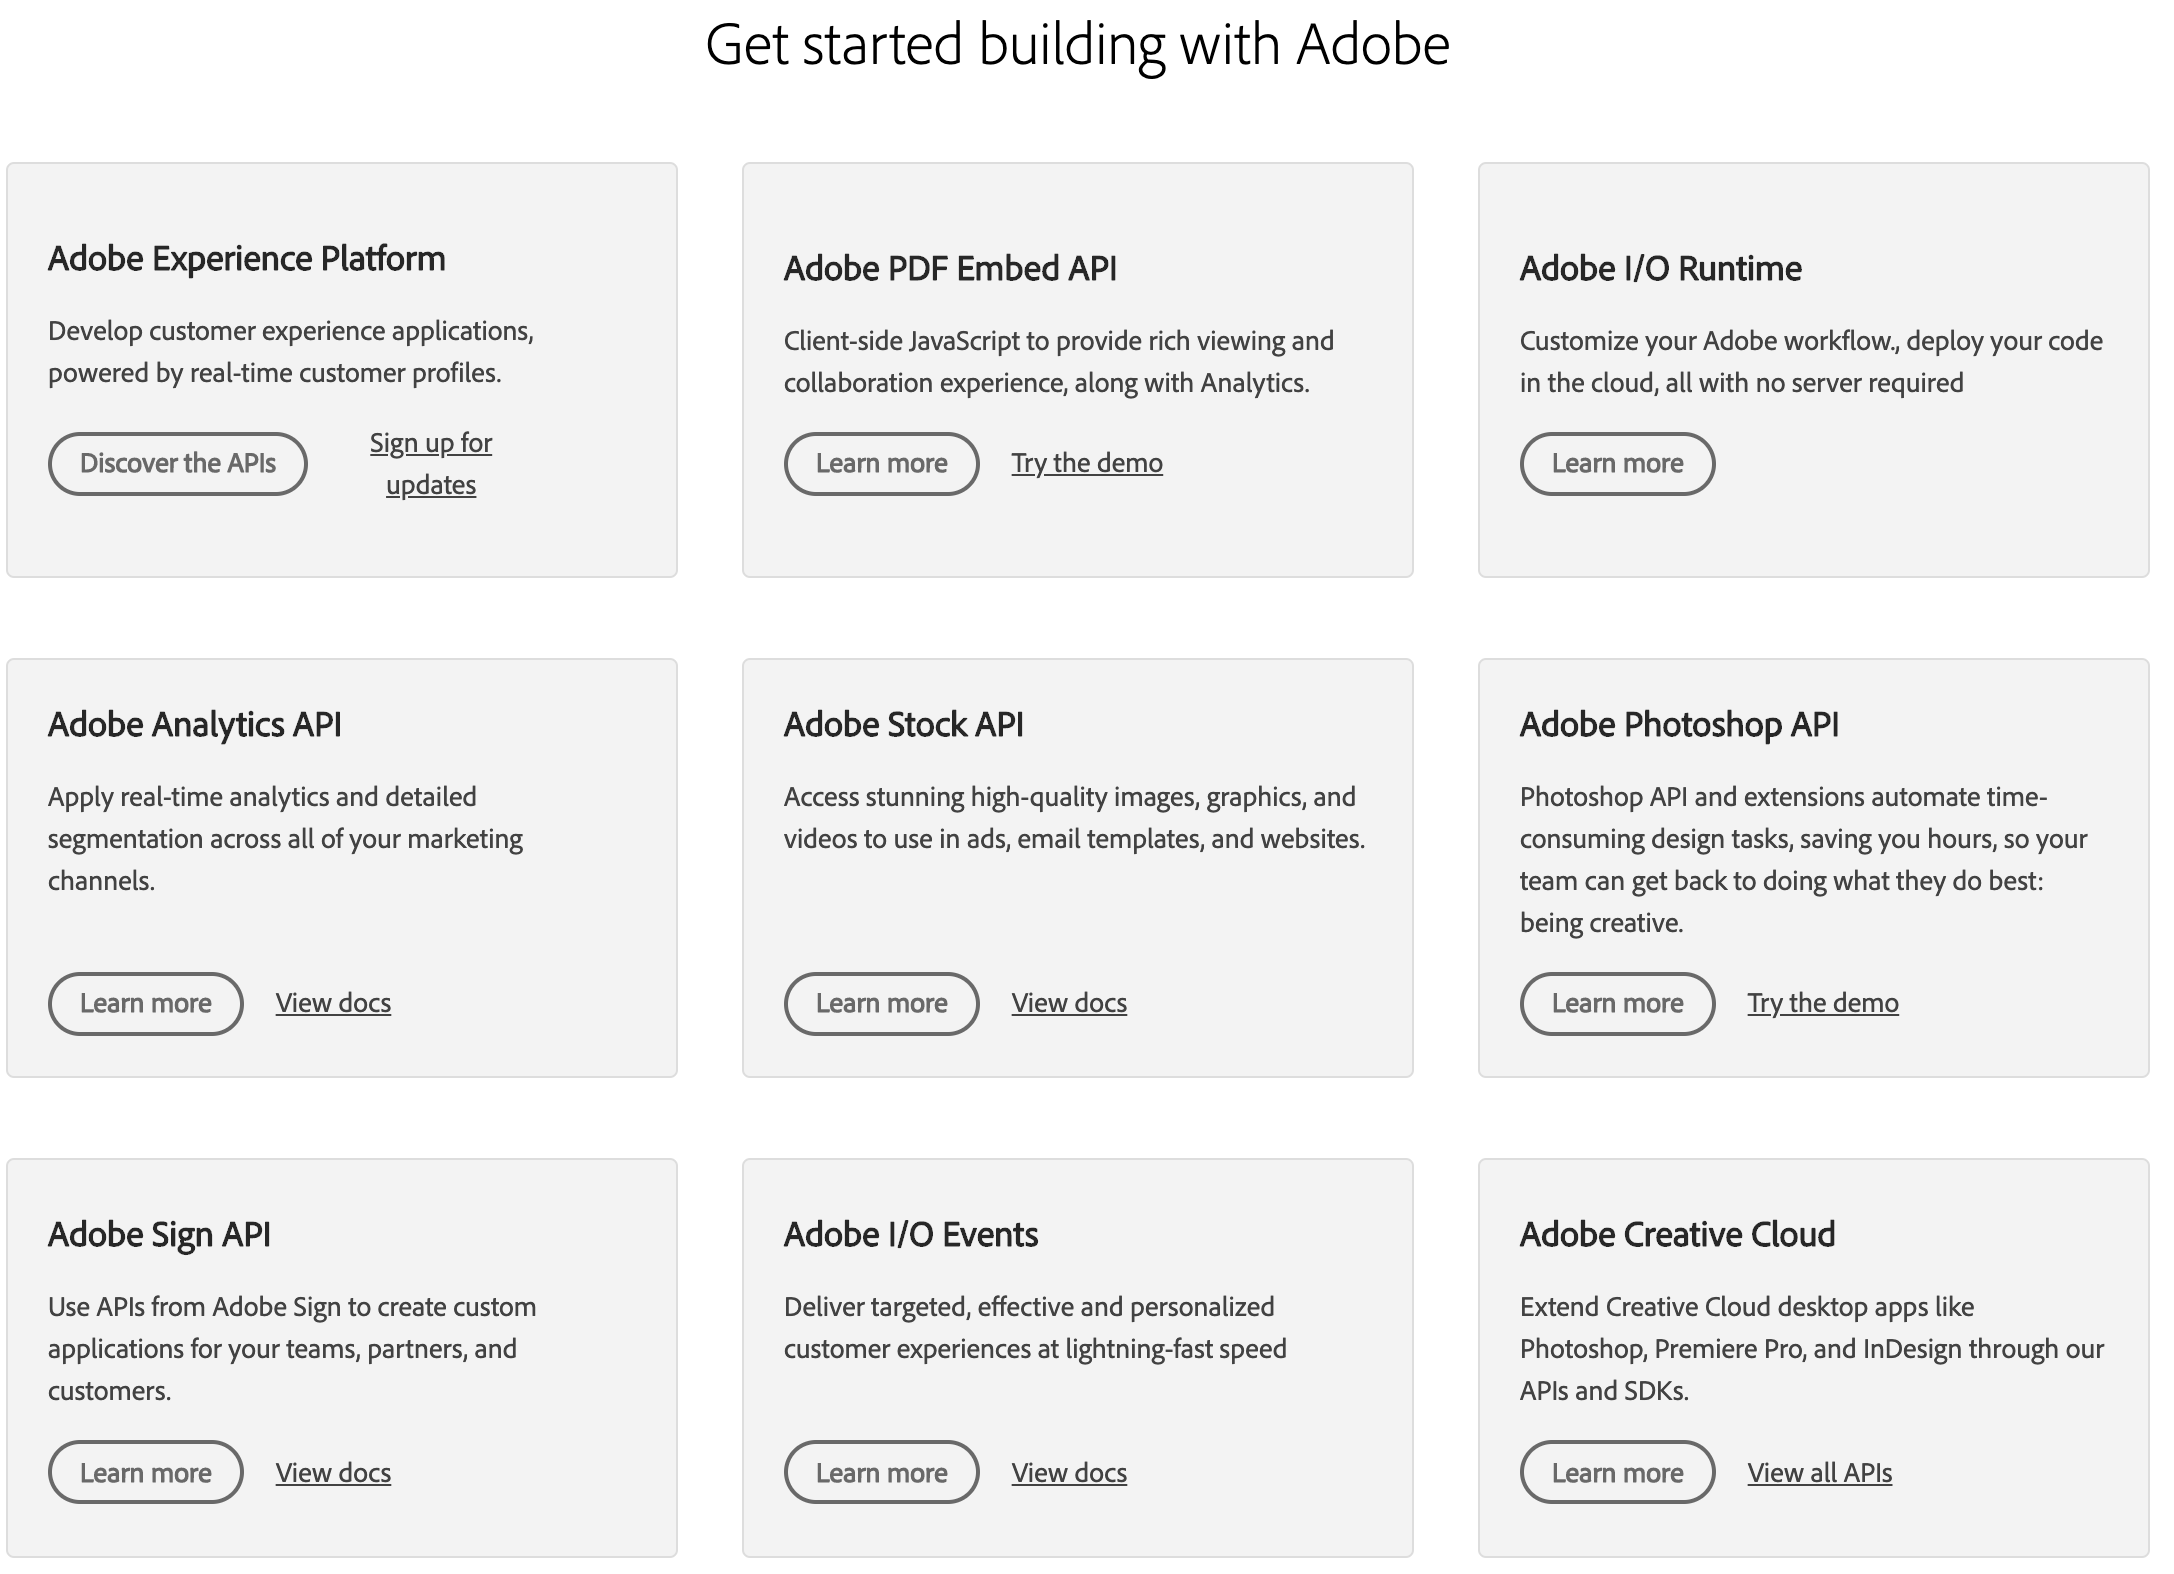 Get started building with Adobe
Adobe Experience Platform
Develop customer experience applications,
powered by real-time customer profiles.
Discover the APIs
Sign up for
updates
Adobe PDF Embed API
Client-side JavaScript to provide rich viewing and
collaboration experience, along with Analytics.
Learn more
Try the demo
Adobe I/O Runtime
Customize your Adobe workflow., deploy your code
in the cloud, all with no server required
Learn more
Adobe Analytics API
Apply real-time analytics and detailed
segmentation across all of your marketing
channels.
Learn more
View docs
Adobe Stock API
Access stunning high-quality images, graphics, and
videos to use in ads, email templates, and websites.
Learn more
View docs
Adobe Photoshop API
Photoshop API and extensions automate time-
consuming design tasks, saving you hours, so your
team can get back to doing what they do best:
being creative.
Learn more
Try the demo
Adobe Sign API
Use APIs from Adobe Sign to create custom
applications for your teams, partners, and
customers.
Learn more
View docs
Adobe I/O Events
Deliver targeted, effective and personalized
customer experiences at lightning-fast speed
Learn more
View docs
Adobe Creative Cloud
Extend Creative Cloud desktop apps like
Photoshop, Premiere Pro, and InDesign through our
APIs and SDKs.
Learn more
View all APIs